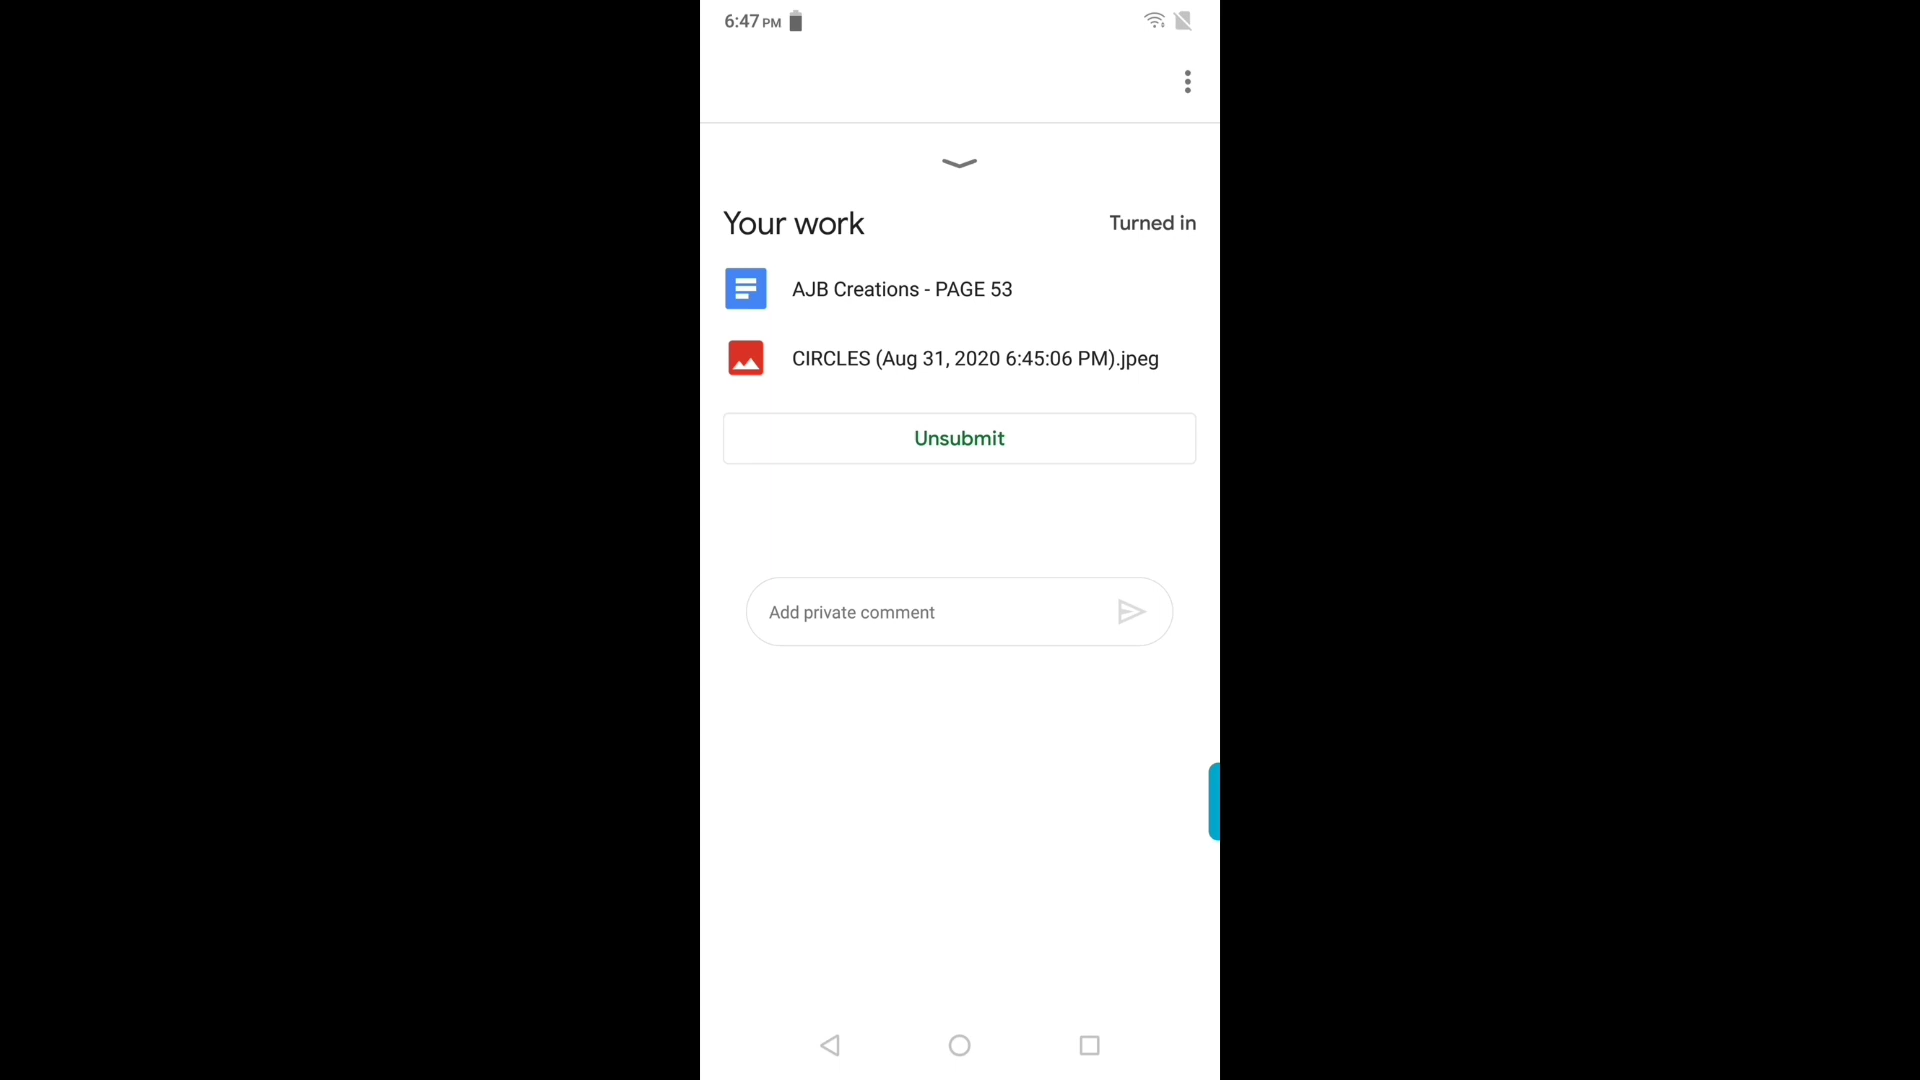 6:47 PM
Your work
Turned in
AJB Creations - PAGE 53
CIRCLES (Aug 31, 2020 6:45:06 PM).jpeg
Unsubmit
Add private comment